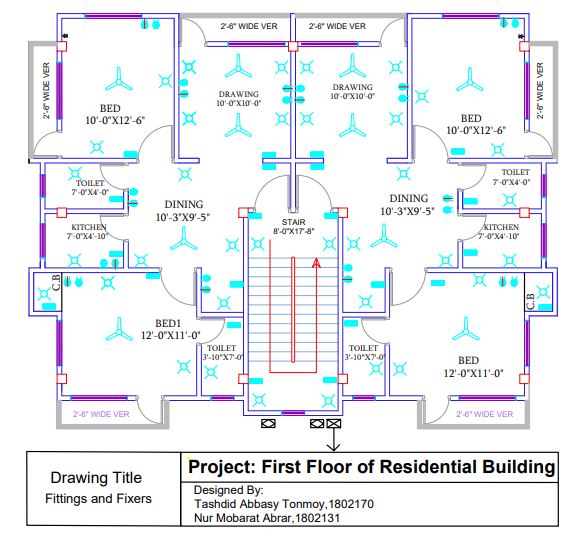 2'-6" WIDE VER
2'-6" WIDE VER
2'-6" WIDE VER
2'-6" WIDE VER
DRAWING
10'-0"X10'-0"
DRAWING
10'-0"X10'-0"
BED
10'-0"X12'-6"
BED
10'-0"X12'-6"
TOILET
7'-0"X4'-0"
TOILET
7'-0"X4'-0"
DINING
10'-3"X9'-5"
DINING
10'-3"X9'-5"
STAIR
8'-0"X17'-8"
KITCHEN
7'-0"X4'-10"
KITCHEN
7'-0"X4'-10"
C.B
C.B
BED1
12'-0"X11'-0"
TOILET
3'-10"X7'-0"
TOILET
3'-10"X7'-0"
BED
12'-0"X11'-0"
2'-6" WIDE VER
2'-6" WIDE VER
Drawing Title
Fittings and Fixers
Project: First Floor of Residential Building
Designed By:
Tashdid Abbasy Tonmoy,1802170
Nur Mobarat Abrar,1802131